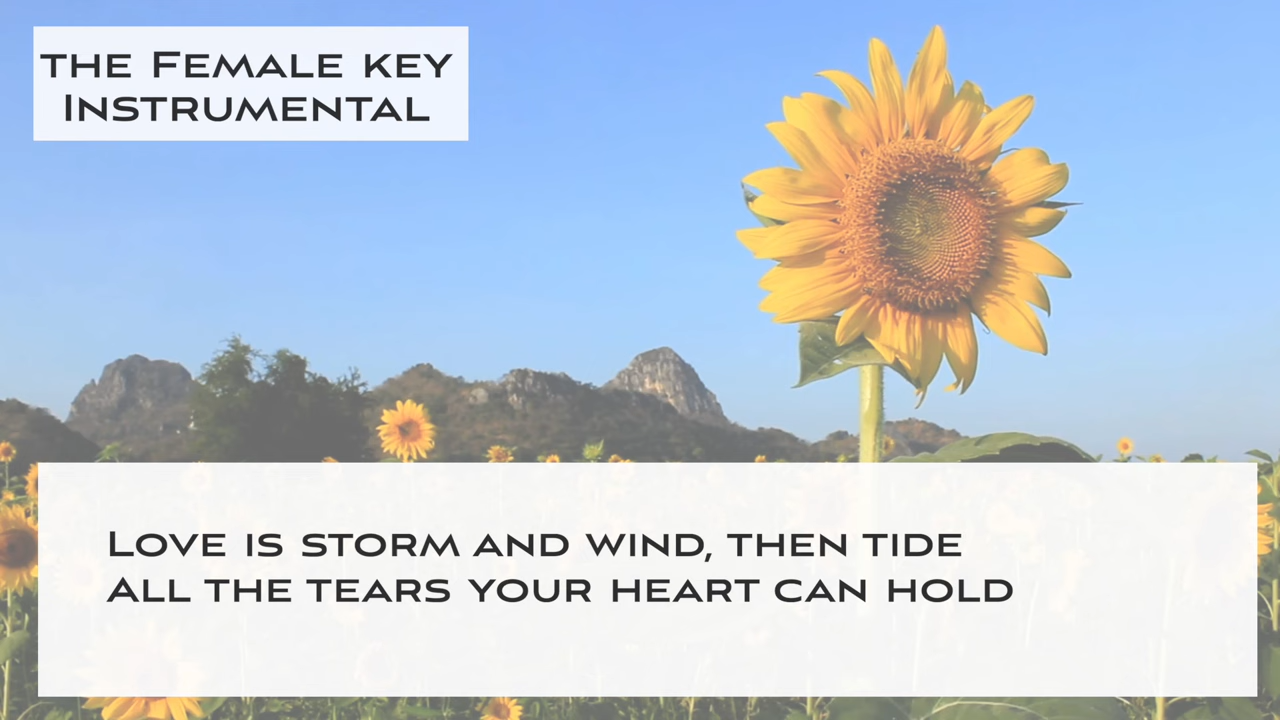 the Female key
Instrumental
Love is storm and wind, then tide
all the tears your heart can hold